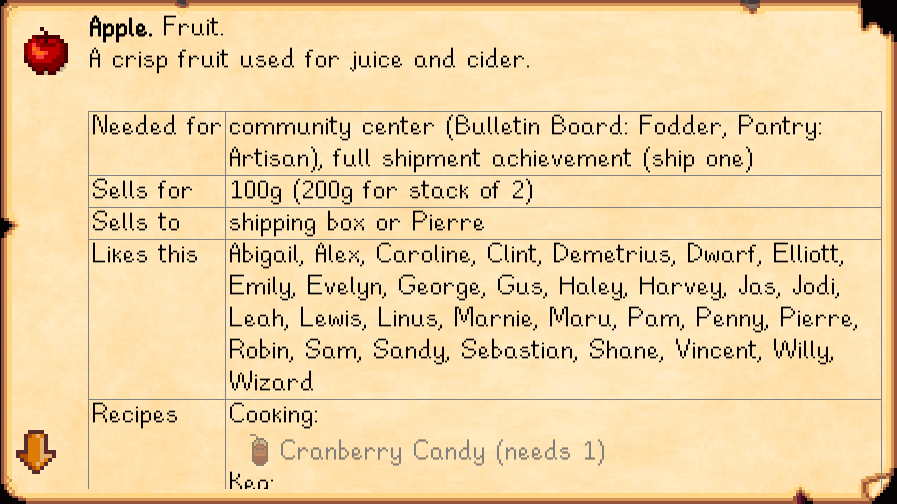 Apple. Fruit.
A crisp fruit used for juice and cider.
Needed for community center (Bulletin Board: Fodder, Pantry:
Artisan), full shipment achievement (ship one)
Sells for 100g (200g for stack of 2)
Sells to shipping box or Pierre
Likes this Abigail, Alex, Caroline, Clint, Demetrius, Dwarf, Elliott,
Emily, Evelyn, George, Gus, Haley, Harvey, Jas, Jodi,
Leah, Lewis, Linus, Marnie, Maru, Pam, Penny, Pierre,
Robin, Sam, Sandy, Sebastian, Shane, Vincent, Willy,
Wizard
Recipes Cooking:
Cranberry Candy (needs 1)
Keg: